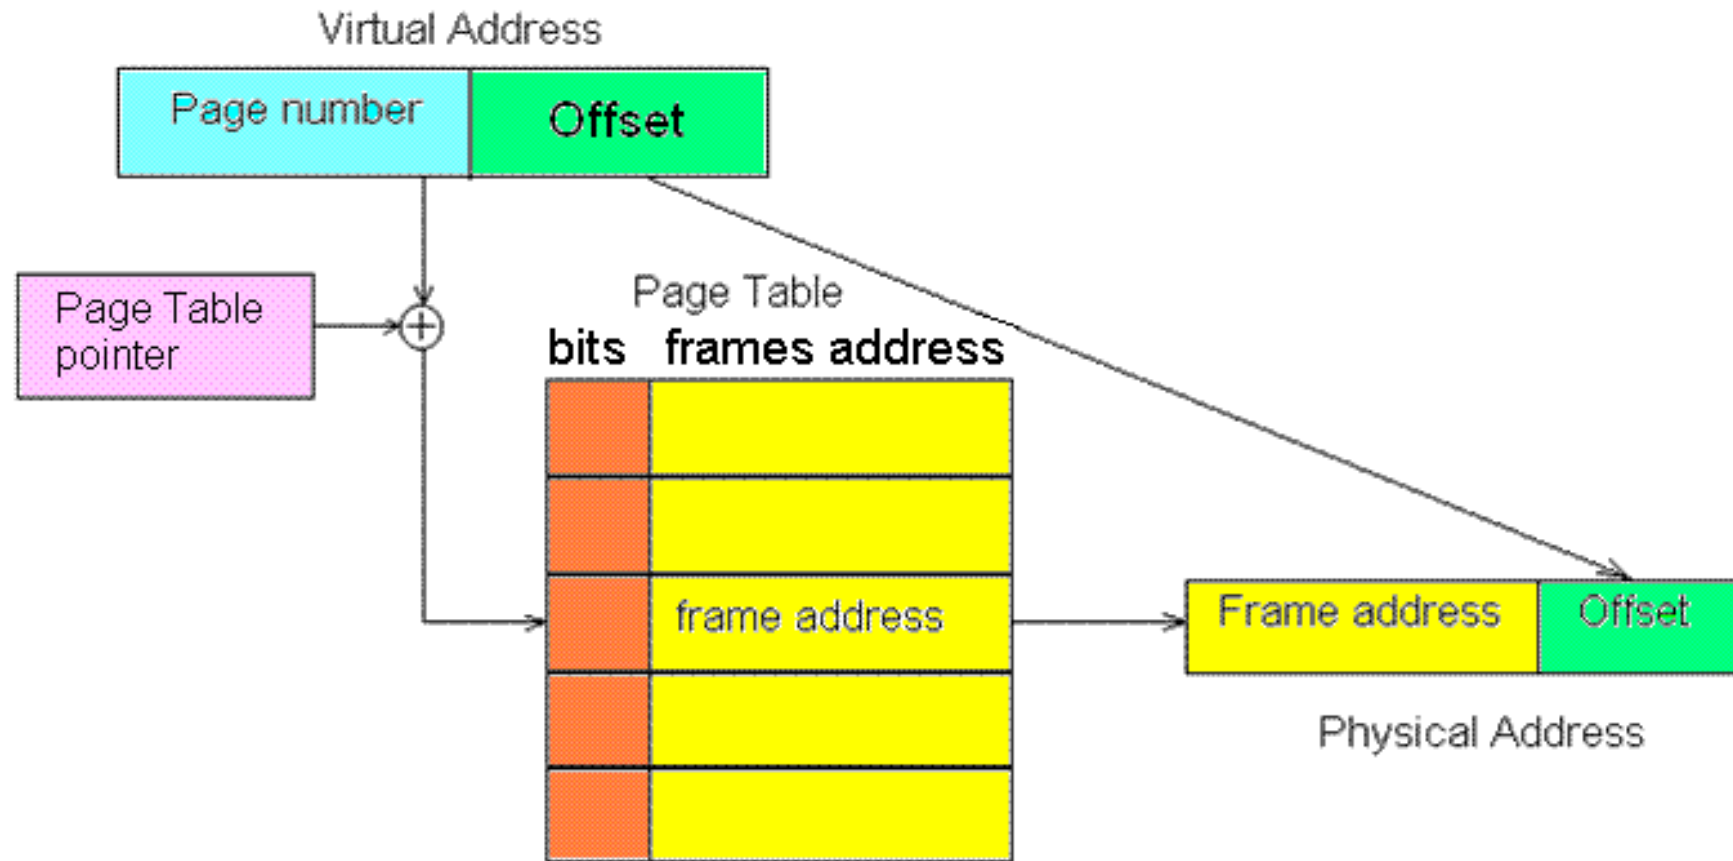 Virtual Address
Page number
Offset
Page Table
pointer
Page Table
bits frames address
frame address
Frame address
Offset
Physical Address